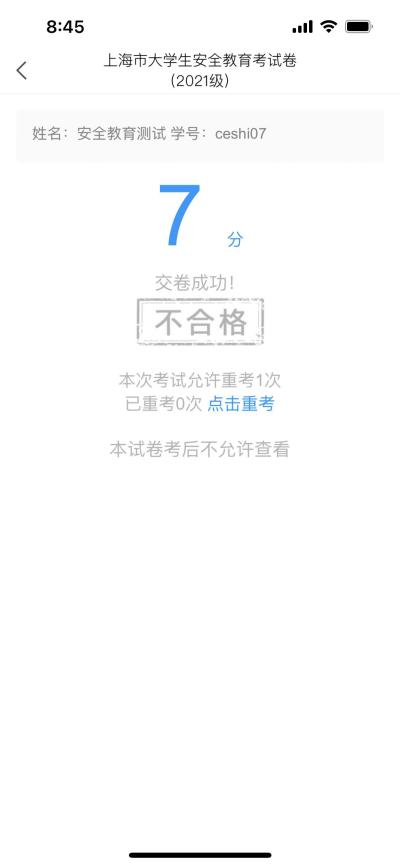 8:45
上海市大学生安全教育考试卷
(2021级)
姓名：安全教育测试 学号：ceshi07
7 分
交卷成功！
不合格
本次考试允许重考1次
已重考0次 点击重考
本试卷考后不允许查看